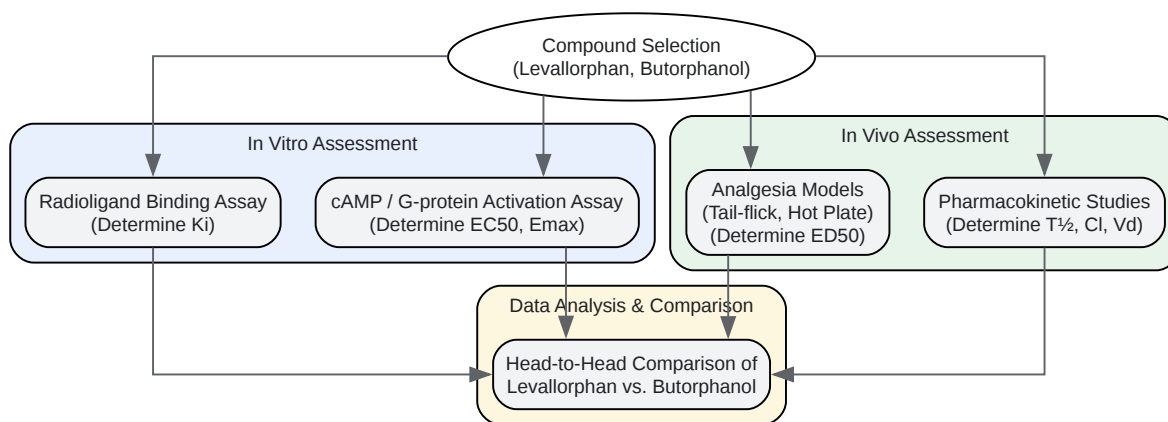 Compound Selection
(Levallorphan, Butorphanol)
In Vitro Assessment
Radioligand Binding Assay
(Determine Ki)
cAMP / G-protein Activation Assay
(Determine EC50, Emax)
In Vivo Assessment
Analgesia Models
(Tail-flick, Hot Plate)
(Determine ED50)
Pharmacokinetic Studies
(Determine T½, Cl, Vd)
Data Analysis & Comparison
Head-to-Head Comparison of
Levallorphan vs. Butorphanol